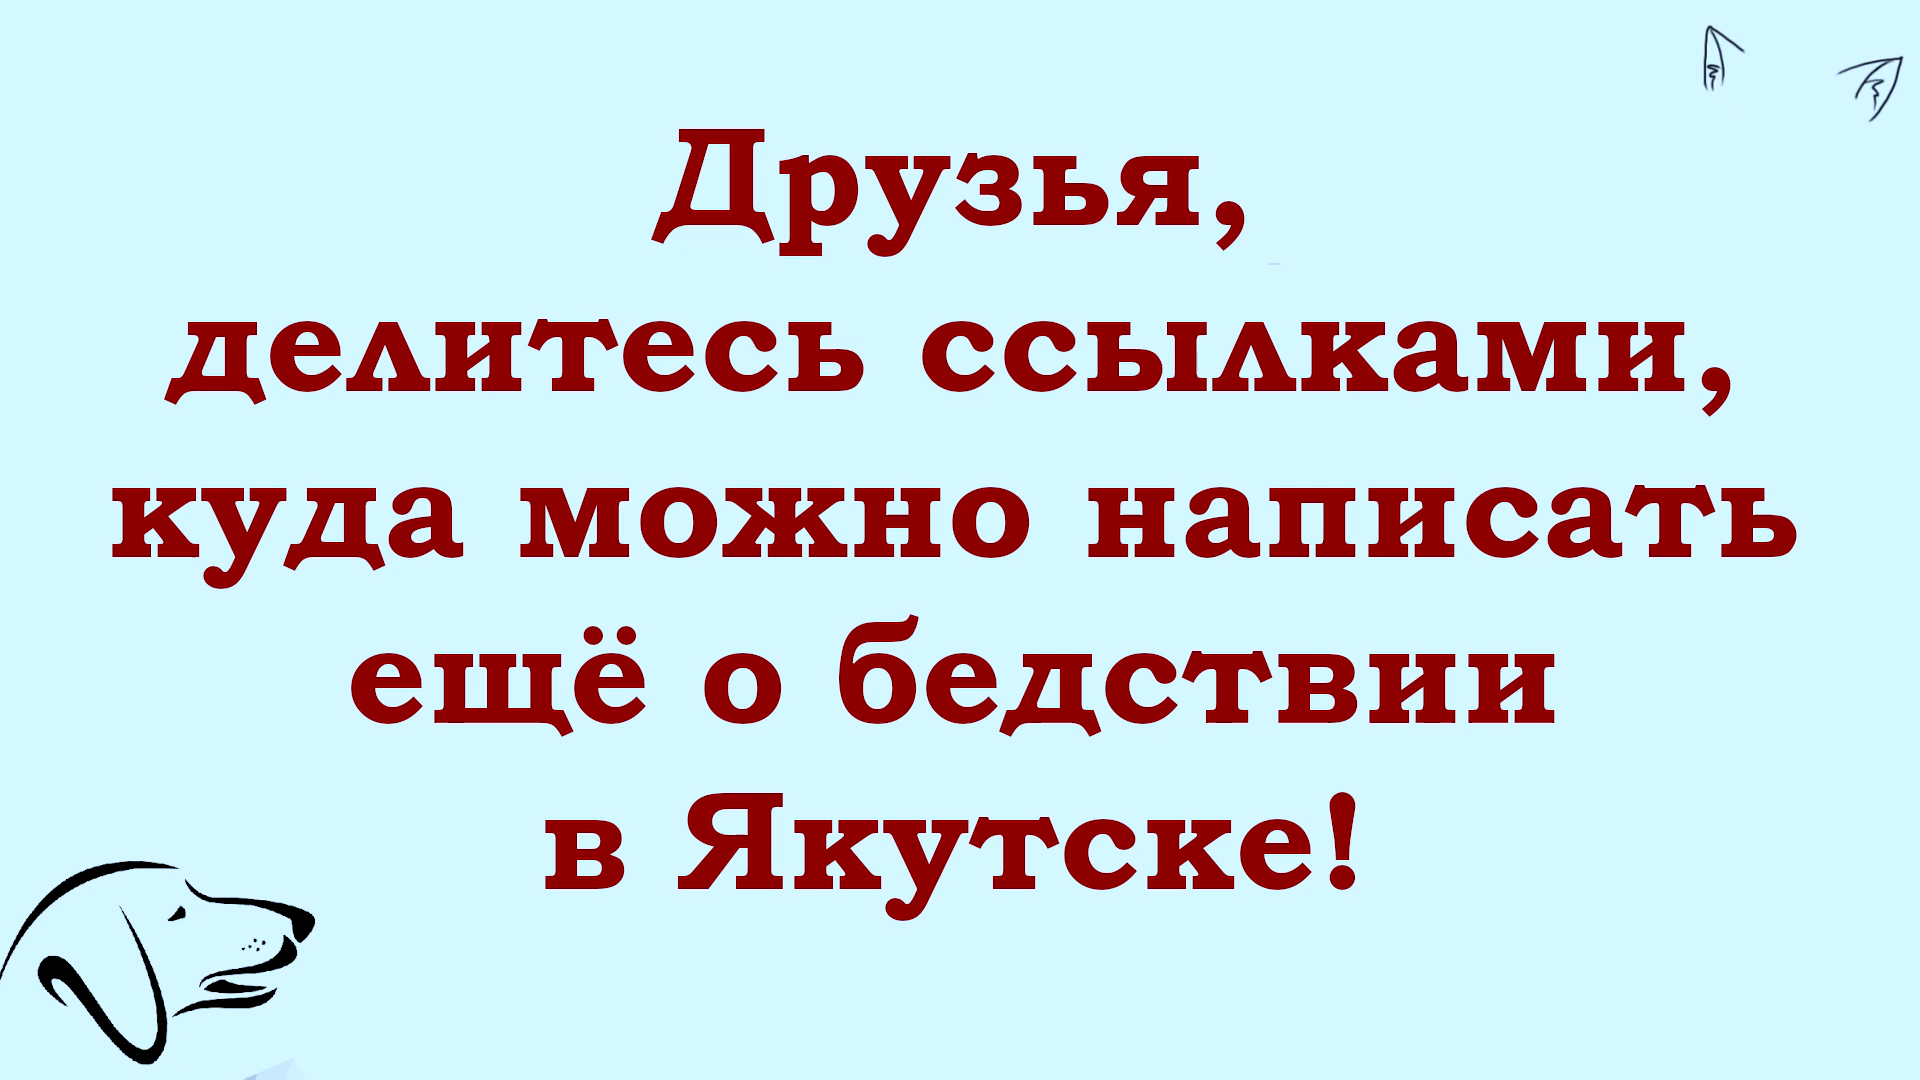 Друзья,
делитесь ссылками,
куда можно написать
ещё о бедствии
в Якутске!